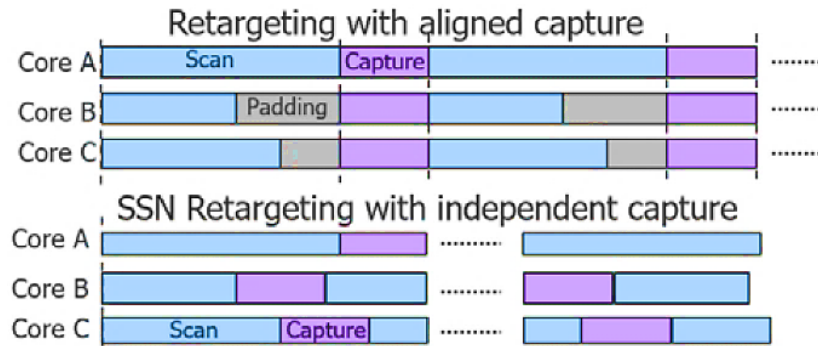 Retargeting with aligned capture
Core A Scan Capture
Core B Padding
Core C
SSN Retargeting with independent capture
Core A
Core B
Core C Scan Capture